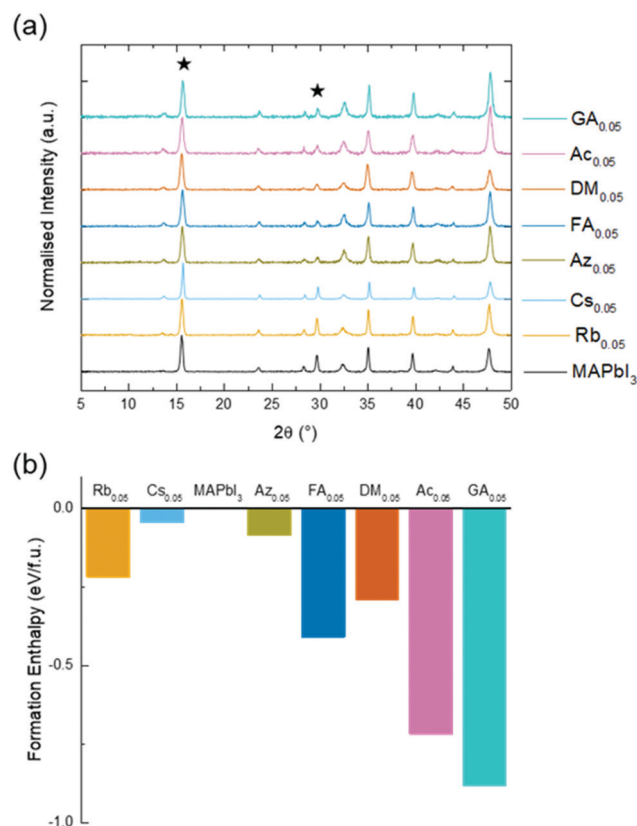 (a)
★
★
Normalised Intensity (a.u.)
GA0.05
Ac0.05
DM0.05
FA0.05
Az0.05
Cs0.05
Rb0.05
MAPbI3
5 10 15 20 25 30 35 40 45 50
2θ (°)
(b)
Rb0.05 Cs0.05 MAPbI3 Az0.05 FA0.05 DM0.05 Ac0.05 GA0.05
Formation Enthalpy (eV/f.u.)
0.0
-0.5
-1.0